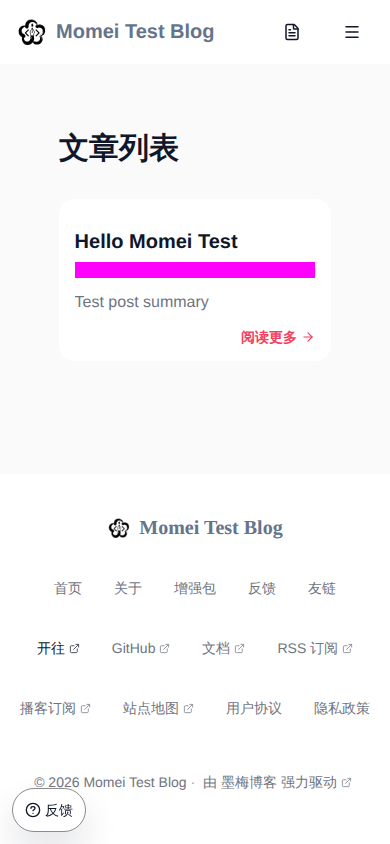 Momei Test Blog
文章列表
Hello Momei Test
Test post summary
阅读更多
Momei Test Blog
首页 关于 增强包 反馈 友链
开往 GitHub 文档 RSS 订阅
播客订阅 站点地图 用户协议 隐私政策
© 2026 Momei Test Blog · 由 墨梅博客 强力驱动
反馈